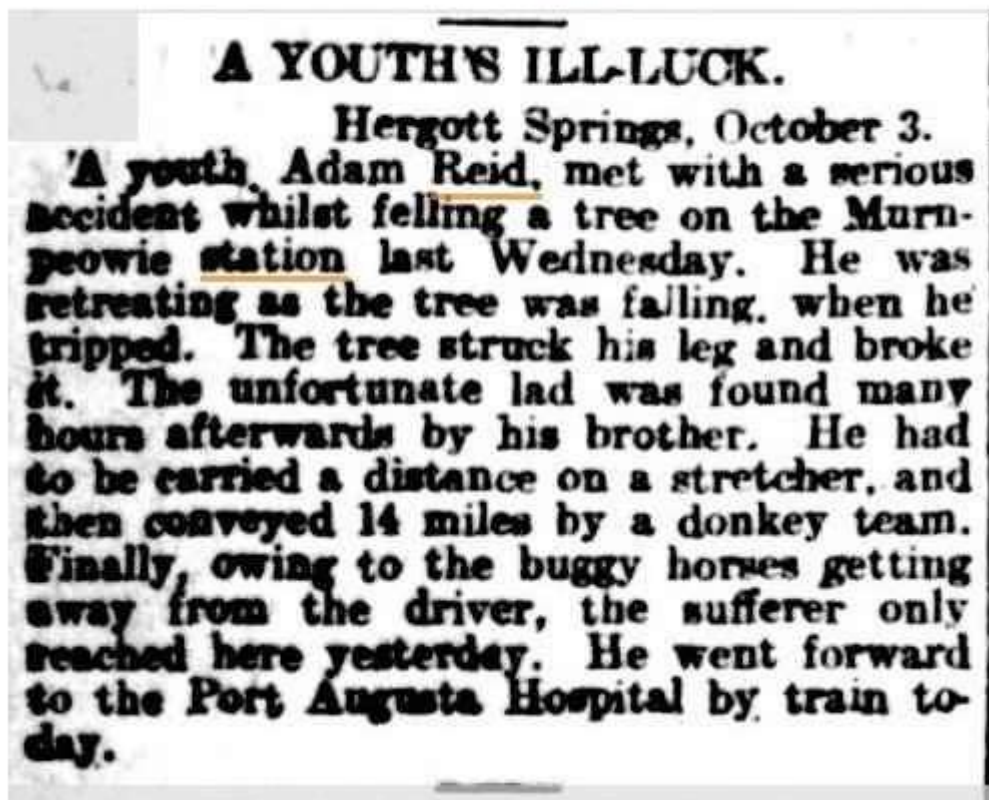 A YOUTH'S ILL-LUCK.
Hergott Springs, October 3.
'A youth, Adam Reid, met with a serious
accident whilst felling a tree on the Murn-
peowie station last Wednesday. He was
retreating as the tree was falling, when he
tripped. The tree struck his leg and broke
it. The unfortunate lad was found many
hours afterwards by his brother. He had
to be carried a distance on a stretcher, and
then conveyed 14 miles by a donkey team.
Finally, owing to the buggy horses getting
away from the driver, the sufferer only
reached here yesterday. He went forward
to the Port Augusta Hospital by train to-
day.